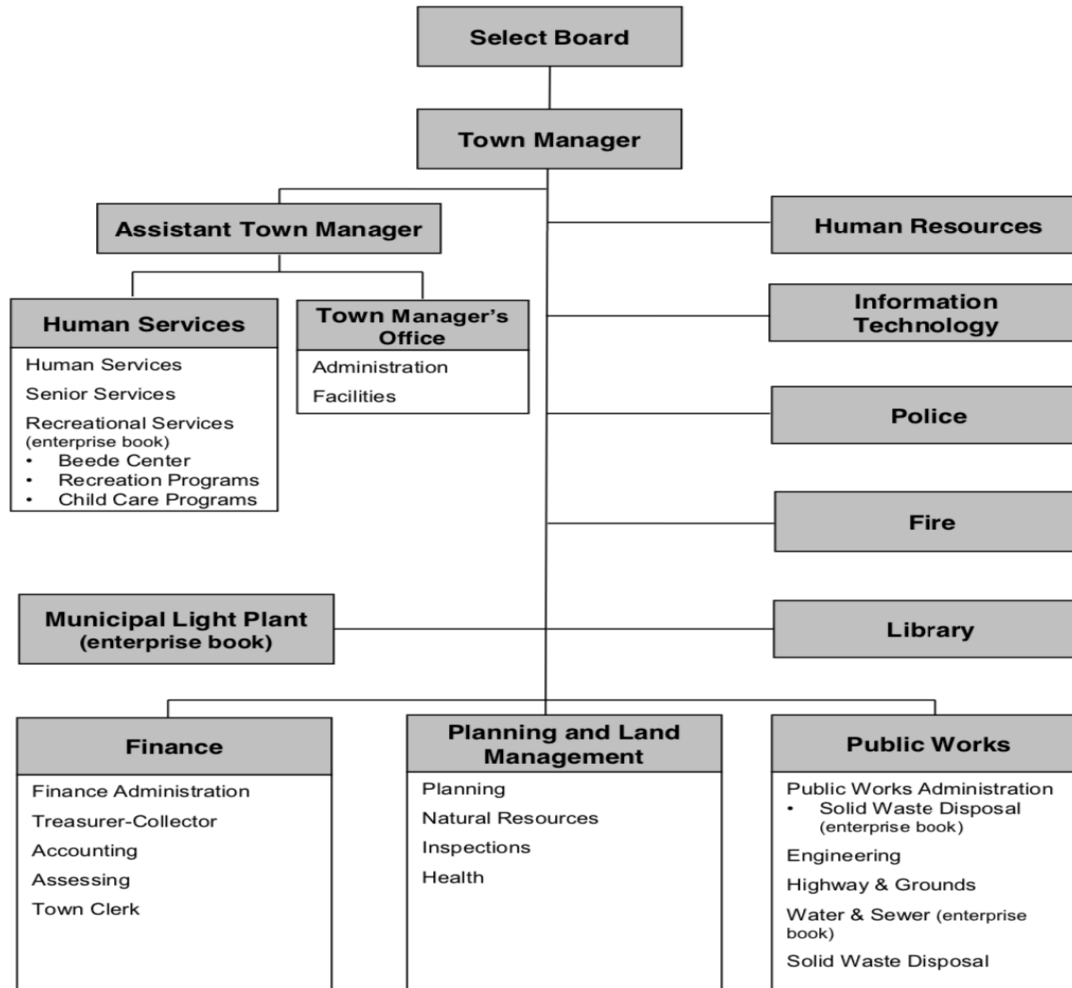 Select Board
Town Manager
Assistant Town Manager
Human Resources
Information
Technology
Human Services
Human Services
Senior Services
Recreational Services
(enterprise book)
• Beede Center
• Recreation Programs
• Child Care Programs
Town Manager's
Office
Administration
Facilities
Police
Fire
Municipal Light Plant
(enterprise book)
Library
Finance
Finance Administration
Treasurer-Collector
Accounting
Assessing
Town Clerk
Planning and Land
Management
Planning
Natural Resources
Inspections
Health
Public Works
Public Works Administration
• Solid Waste Disposal
(enterprise book)
Engineering
Highway & Grounds
Water & Sewer (enterprise
book)
Solid Waste Disposal